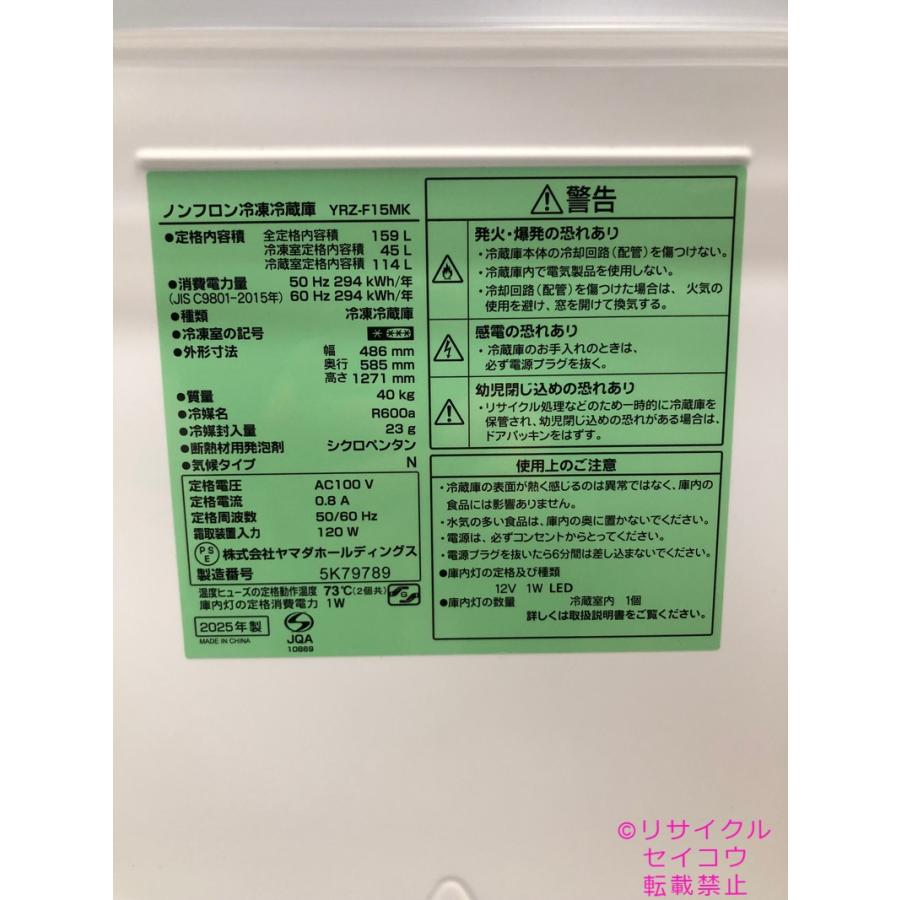 ノンフロン冷凍冷蔵庫 YRZ-F15MK
●定格内容積 全定格内容積 159 L
冷凍室定格内容積 45 L
冷蔵室定格内容積 114 L
●消費電力量 50 Hz 294 kWh/年
(JIS C9801-2015年) 60 Hz 294 kWh/年
●種類 冷凍冷蔵庫
●冷凍室の記号
●外形寸法 幅 486 mm
奥行 585 mm
高さ 1271 mm
●質量 40 kg
●冷媒名 R600a
●冷媒封入量 23 g
●断熱材用発泡剤 シクロペンタン
●気候タイプ N
定格電圧 AC100 V
定格電流 0.8 A
定格周波数 50/60 Hz
霜取装置入力 120 W
PSE 株式会社ヤマダホールディングス
製造番号 5K79789
温度ヒューズの定格動作温度 73℃(2個共)
庫内灯の定格消費電力 1W
2025年 製
MADE IN CHINA
JQA
10869
警告
発火・爆発の恐れあり
・冷蔵庫本体の冷却回路(配管)を傷つけない。
・冷蔵庫内で電気製品を使用しない。
・冷却回路(配管)を傷つけた場合は、火気の
使用を避け、窓を開けて換気する。
感電の恐れあり
・冷蔵庫のお手入れのときは、
必ず電源プラグを抜く。
幼児閉じ込めの恐れあり
・リサイクル処理などのため一時的に冷蔵庫を
保管され、幼児閉じ込めの恐れがある場合は、
ドアパッキンをはずす。
使用上のご注意
・冷蔵庫の表面が熱く感じるのは異常ではなく、庫内の
食品には影響ありません。
・水気の多い食品は、庫内の奥に置かないでください。
・電源は、必ずコンセントからとってください。
・電源プラグを抜いたら6分間は差し込まないでください。
●庫内灯の定格及び種類
12V 1W LED
●庫内灯の数量 冷蔵室内 1個
詳しくは取扱説明書をご覧ください。
©リサイクル
セイコウ
転載禁止